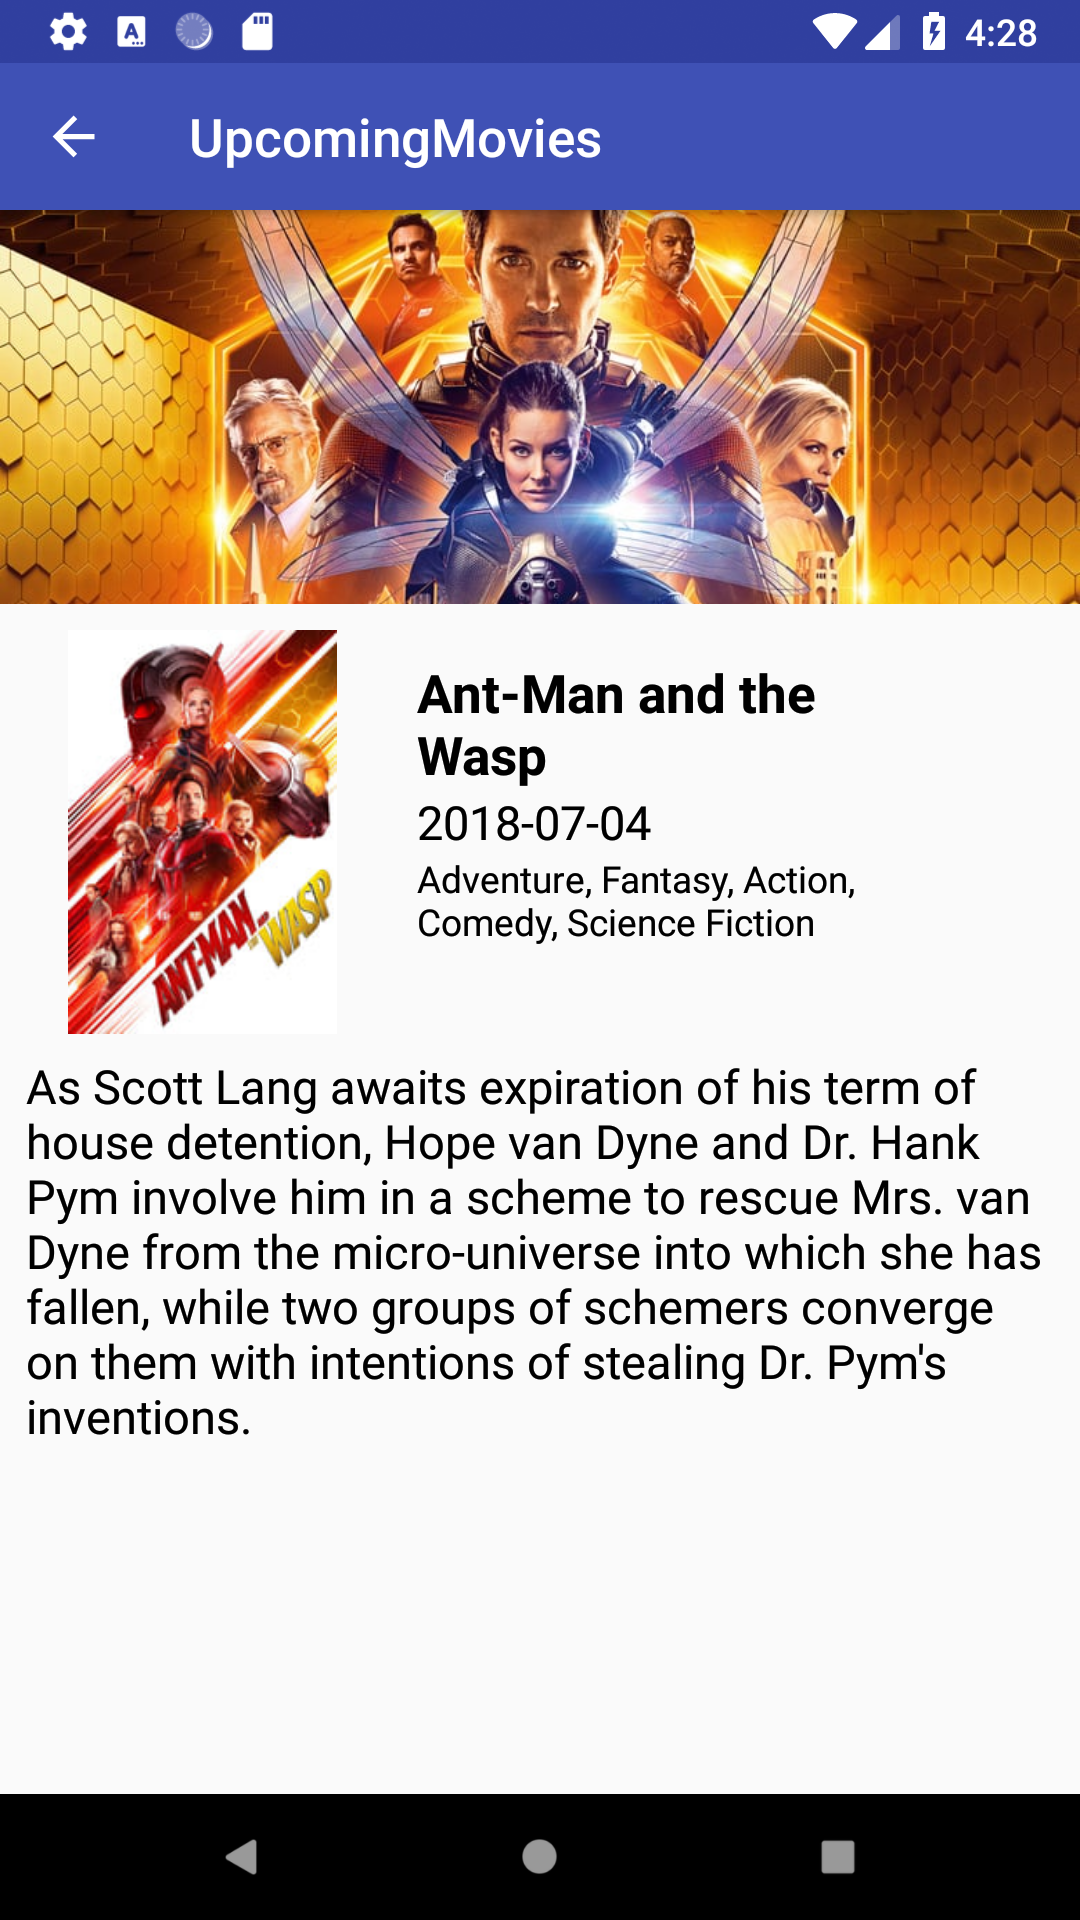 A
4:28
UpcomingMovies
Ant-Man and the
Wasp
2018-07-04
Adventure, Fantasy, Action,
Comedy, Science Fiction
ANT-MAN AND THE
WASP
As Scott Lang awaits expiration of his term of
house detention, Hope van Dyne and Dr. Hank
Pym involve him in a scheme to rescue Mrs. van
Dyne from the micro-universe into which she has
fallen, while two groups of schemers converge
on them with intentions of stealing Dr. Pym's
inventions.